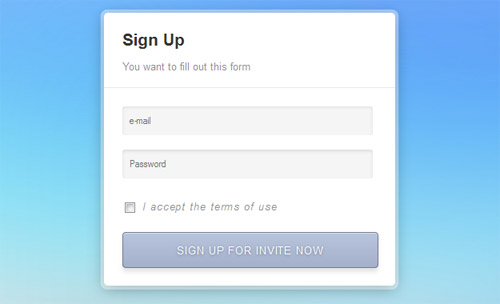 Sign Up
You want to fill out this form
e-mail
Password
I accept the terms of use
SIGN UP FOR INVITE NOW